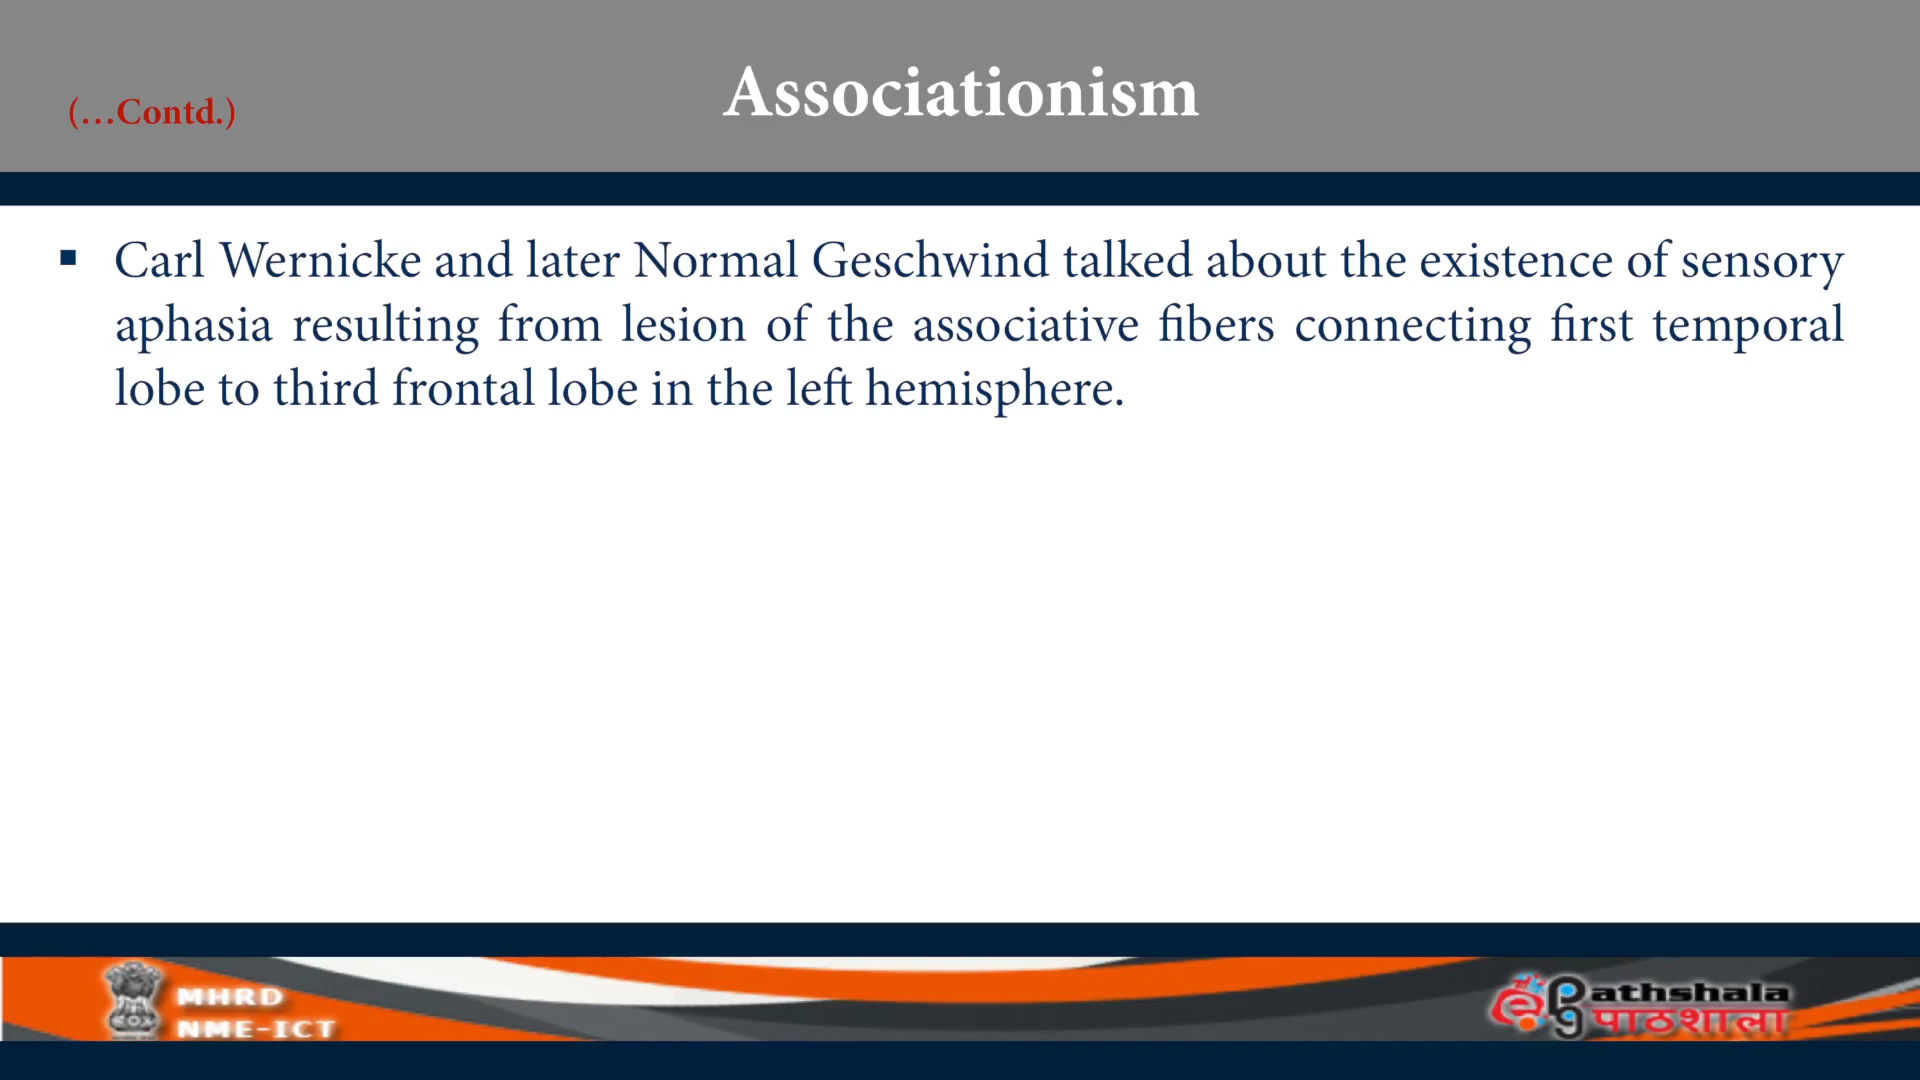 (...Contd.)
Associationism
▪ Carl Wernicke and later Normal Geschwind talked about the existence of sensory
aphasia resulting from lesion of the associative fibers connecting first temporal
lobe to third frontal lobe in the left hemisphere.
MHRD
NME-ICT
epg athshala
पाठशाला